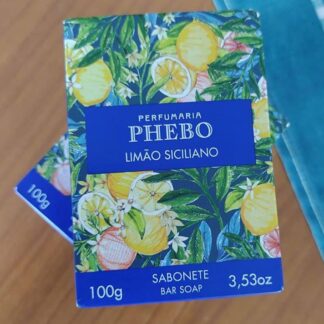 PERFUMARIA
PHEBO
LIMÃO SICILIANO
SABONETE
BAR SOAP
100g
3,53oz
100g